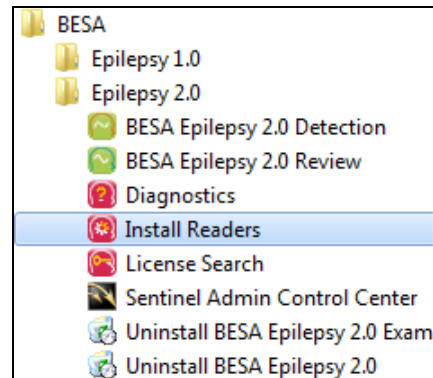 BESA
Epilepsy 1.0
Epilepsy 2.0
BESA Epilepsy 2.0 Detection
BESA Epilepsy 2.0 Review
Diagnostics
Install Readers
License Search
Sentinel Admin Control Center
Uninstall BESA Epilepsy 2.0 Exam
Uninstall BESA Epilepsy 2.0